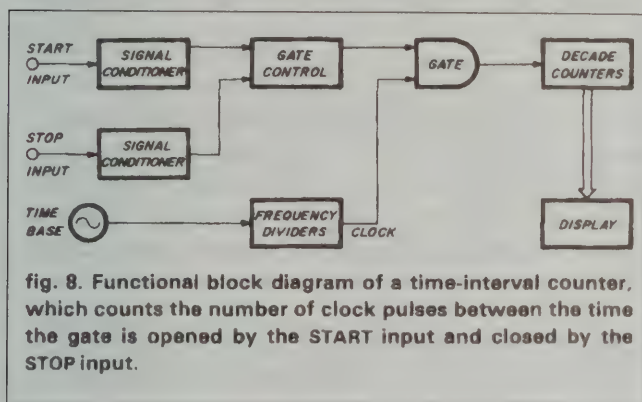 START
INPUT
SIGNAL
CONDITIONER
GATE
CONTROL
GATE
DECADE
COUNTERS
STOP
INPUT
SIGNAL
CONDITIONER
TIME
BASE
FREQUENCY
DIVIDERS
CLOCK
DISPLAY
fig. 8. Functional block diagram of a time-interval counter,
which counts the number of clock pulses between the time
the gate is opened by the START input and closed by the
STOP input.